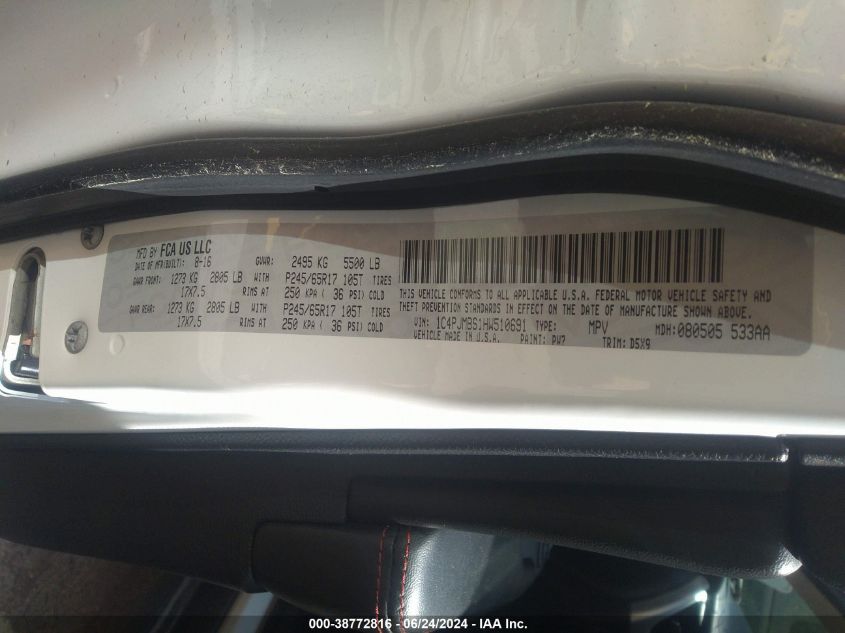 MFD BY FCA US LLC
DATE OF MFR(BUILT): 8-16 GVWR: 2495 KG 5500 LB
GAWR FRONT: 1273 KG 2805 LB WITH P245/65R17 105T TIRES
17X7.5 RIMS AT 250 KPA ( 36 PSI) COLD
GAWR REAR: 1273 KG 2805 LB WITH P245/65R17 105T TIRES
17X7.5 RIMS AT 250 KPA ( 36 PSI) COLD
THIS VEHICLE CONFORMS TO ALL APPLICABLE U.S.A. FEDERAL MOTOR VEHICLE SAFETY AND
THEFT PREVENTION STANDARDS IN EFFECT ON THE DATE OF MANUFACTURE SHOWN ABOVE.
VIN: 1C4PJMBS1HW510691 TYPE: MPV MDH: 080505 533AA
VEHICLE MADE IN U.S.A. PAINT: PW7 TRIM: D5X9
000-38772816 - 06/24/2024 - IAA Inc.